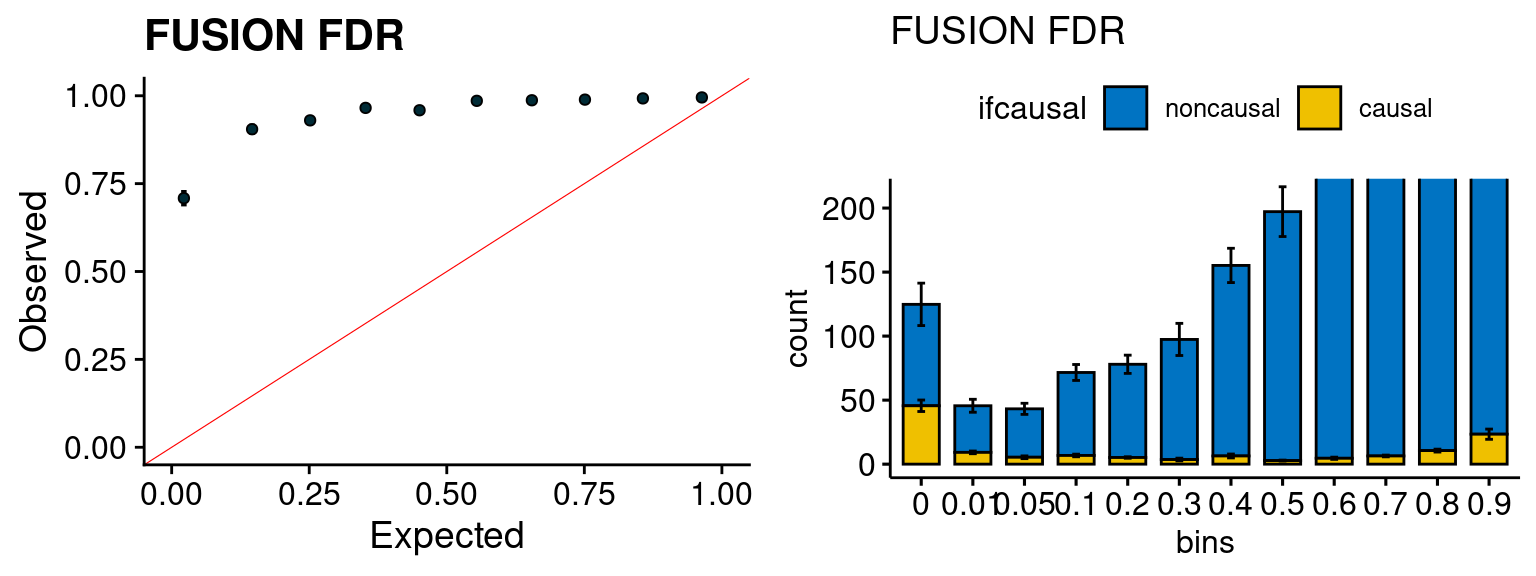 FUSION FDR
Observed
1.00
0.75
0.50
0.25
0.00
0.00 0.25 0.50 0.75 1.00
Expected
FUSION FDR
ifcausal noncausal causal
count
200
150
100
50
0
0 0.01 0.05 0.1 0.2 0.3 0.4 0.5 0.6 0.7 0.8 0.9
bins